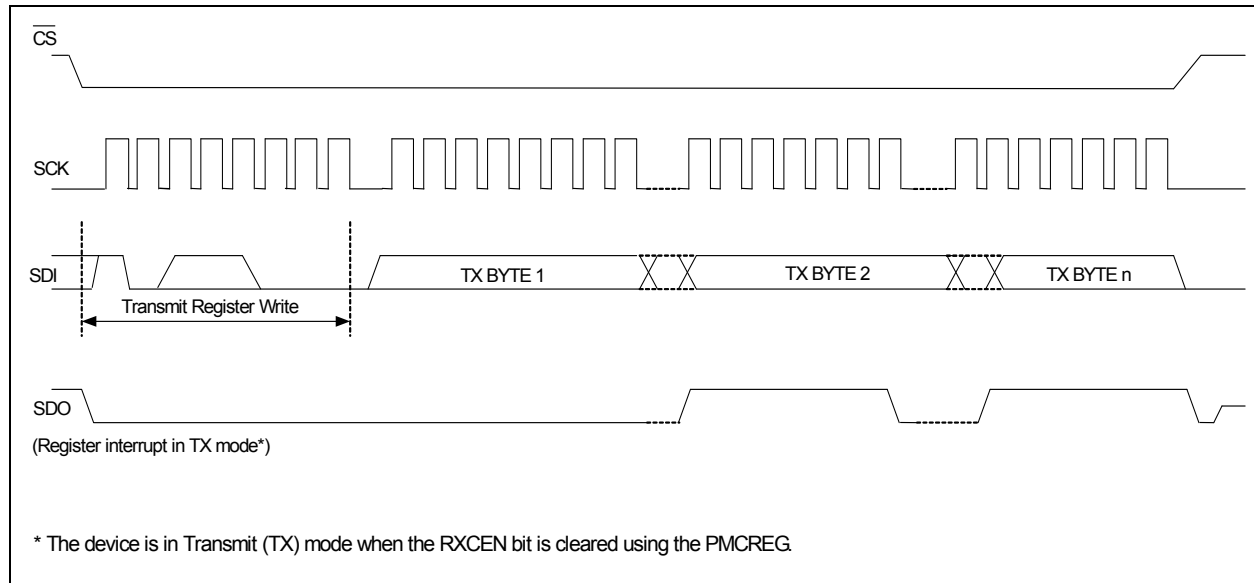 CS
SCK
SDI
TX BYTE 1
TX BYTE 2
TX BYTE n
Transmit Register Write
SDO
(Register interrupt in TX mode*)
* The device is in Transmit (TX) mode when the RXCEN bit is cleared using the PMCREG.